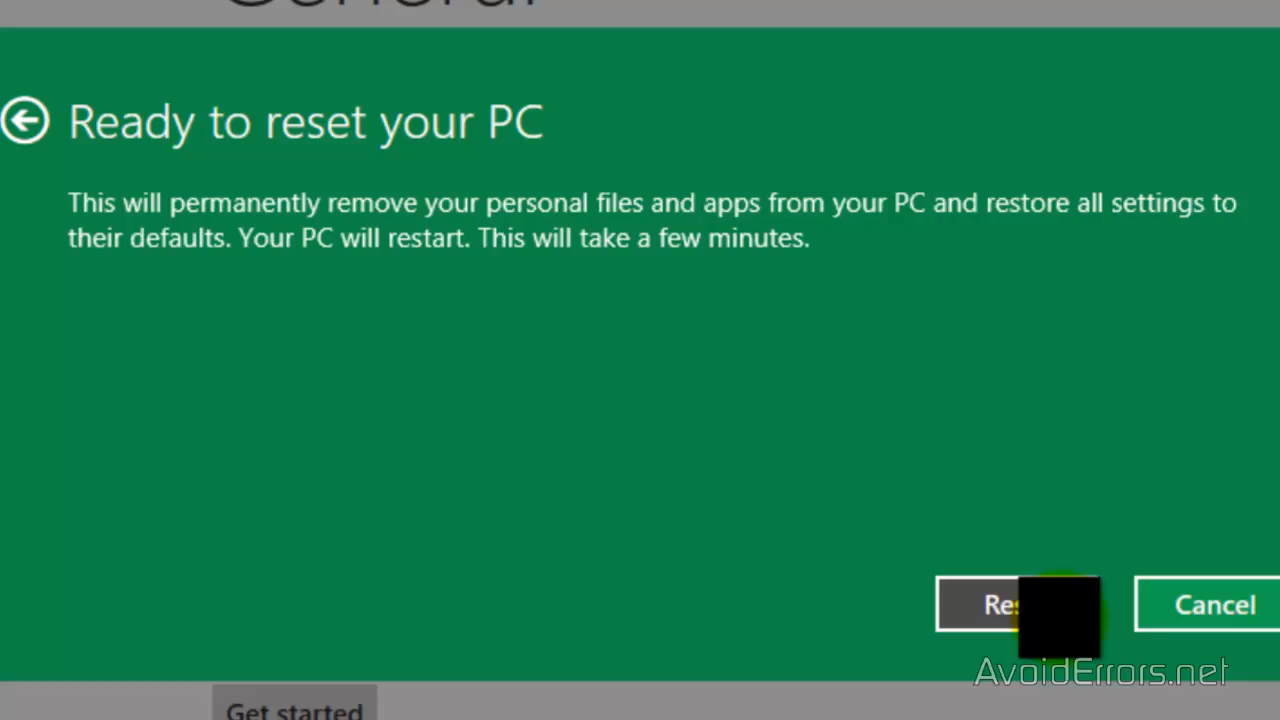 Ready to reset your PC
This will permanently remove your personal files and apps from your PC and restore all settings to
their defaults. Your PC will restart. This will take a few minutes.
Cancel
AvoidErrors.net
Get started